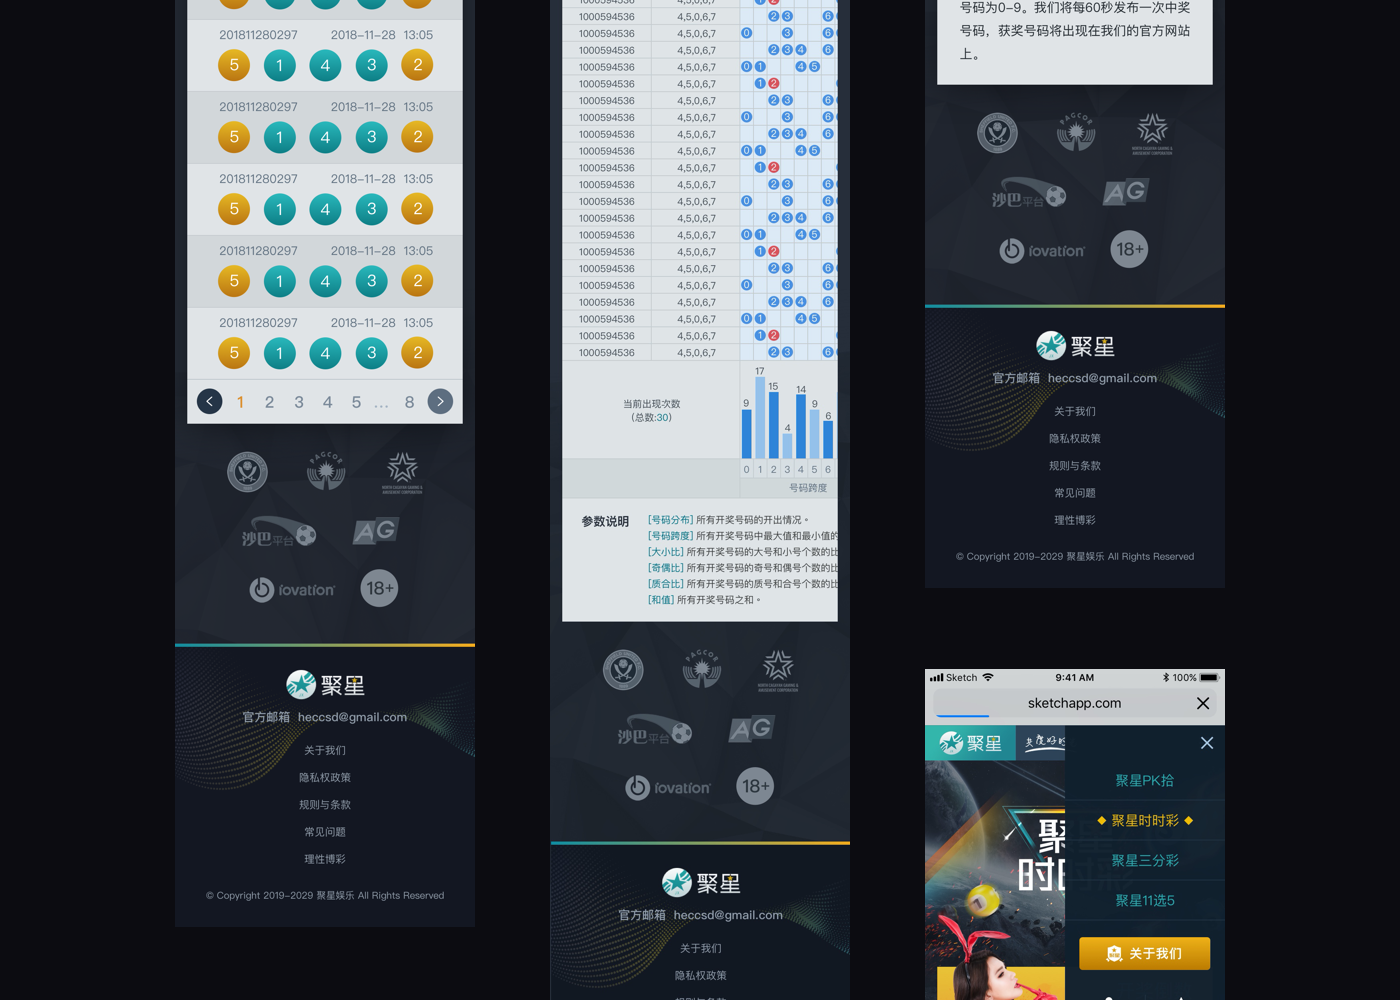 201811280297 2018-11-28 13:05
5 1 4 3 2
201811280297 2018-11-28 13:05
5 1 4 3 2
201811280297 2018-11-28 13:05
5 1 4 3 2
201811280297 2018-11-28 13:05
5 1 4 3 2
201811280297 2018-11-28 13:05
5 1 4 3 2
1 2 3 4 5 ... 8
PAGCOR
NORTH CAGAYAN GAMING &
AMUSEMENT CORPORATION
沙巴平台
AG
iovation
18+
聚星
官方邮箱 heccsd@gmail.com
关于我们
隐私权政策
规则与条款
常见问题
理性博彩
© Copyright 2019-2029 聚星娱乐 All Rights Reserved
1000594536 4,5,0,6,7 1 2
1000594536 4,5,0,6,7 2 3 6
1000594536 4,5,0,6,7 0 3 6
1000594536 4,5,0,6,7 2 3 4 6
1000594536 4,5,0,6,7 0 1 4 5
1000594536 4,5,0,6,7 1 2
1000594536 4,5,0,6,7 2 3 6
1000594536 4,5,0,6,7 0 3 6
1000594536 4,5,0,6,7 2 3 4 6
1000594536 4,5,0,6,7 0 1 4 5
1000594536 4,5,0,6,7 1 2
1000594536 4,5,0,6,7 2 3 6
1000594536 4,5,0,6,7 0 3 6
1000594536 4,5,0,6,7 2 3 4 6
1000594536 4,5,0,6,7 0 1 4 5
1000594536 4,5,0,6,7 1 2
1000594536 4,5,0,6,7 2 3 6
1000594536 4,5,0,6,7 0 3 6
1000594536 4,5,0,6,7 2 3 4 6
1000594536 4,5,0,6,7 0 1 4 5
1000594536 4,5,0,6,7 1 2
1000594536 4,5,0,6,7 2 3 6
当前出现次数
(总数:30)
9 17 15 4 14 9 6
0 1 2 3 4 5 6
号码跨度
参数说明
[号码分布] 所有开奖号码的开出情况。
[号码跨度] 所有开奖号码中最大值和最小值的
[大小比] 所有开奖号码的大号和小号个数的比
[奇偶比] 所有开奖号码的奇号和偶号个数的比
[质合比] 所有开奖号码的质号和合号个数的比
[和值] 所有开奖号码之和。
PAGCOR
NORTH CAGAYAN GAMING &
AMUSEMENT CORPORATION
沙巴平台
AG
iovation
18+
聚星
官方邮箱 heccsd@gmail.com
关于我们
隐私权政策
规则与条款
号码为0-9。我们将每60秒发布一次中奖
号码，获奖号码将出现在我们的官方网站
上。
PAGCOR
NORTH CAGAYAN GAMING &
AMUSEMENT CORPORATION
沙巴平台
AG
iovation
18+
聚星
官方邮箱 heccsd@gmail.com
关于我们
隐私权政策
规则与条款
常见问题
理性博彩
© Copyright 2019-2029 聚星娱乐 All Rights Reserved
Sketch 9:41 AM 100%
sketchapp.com
聚星
聚
时
聚星PK拾
聚星时时彩
聚星三分彩
聚星11选5
关于我们